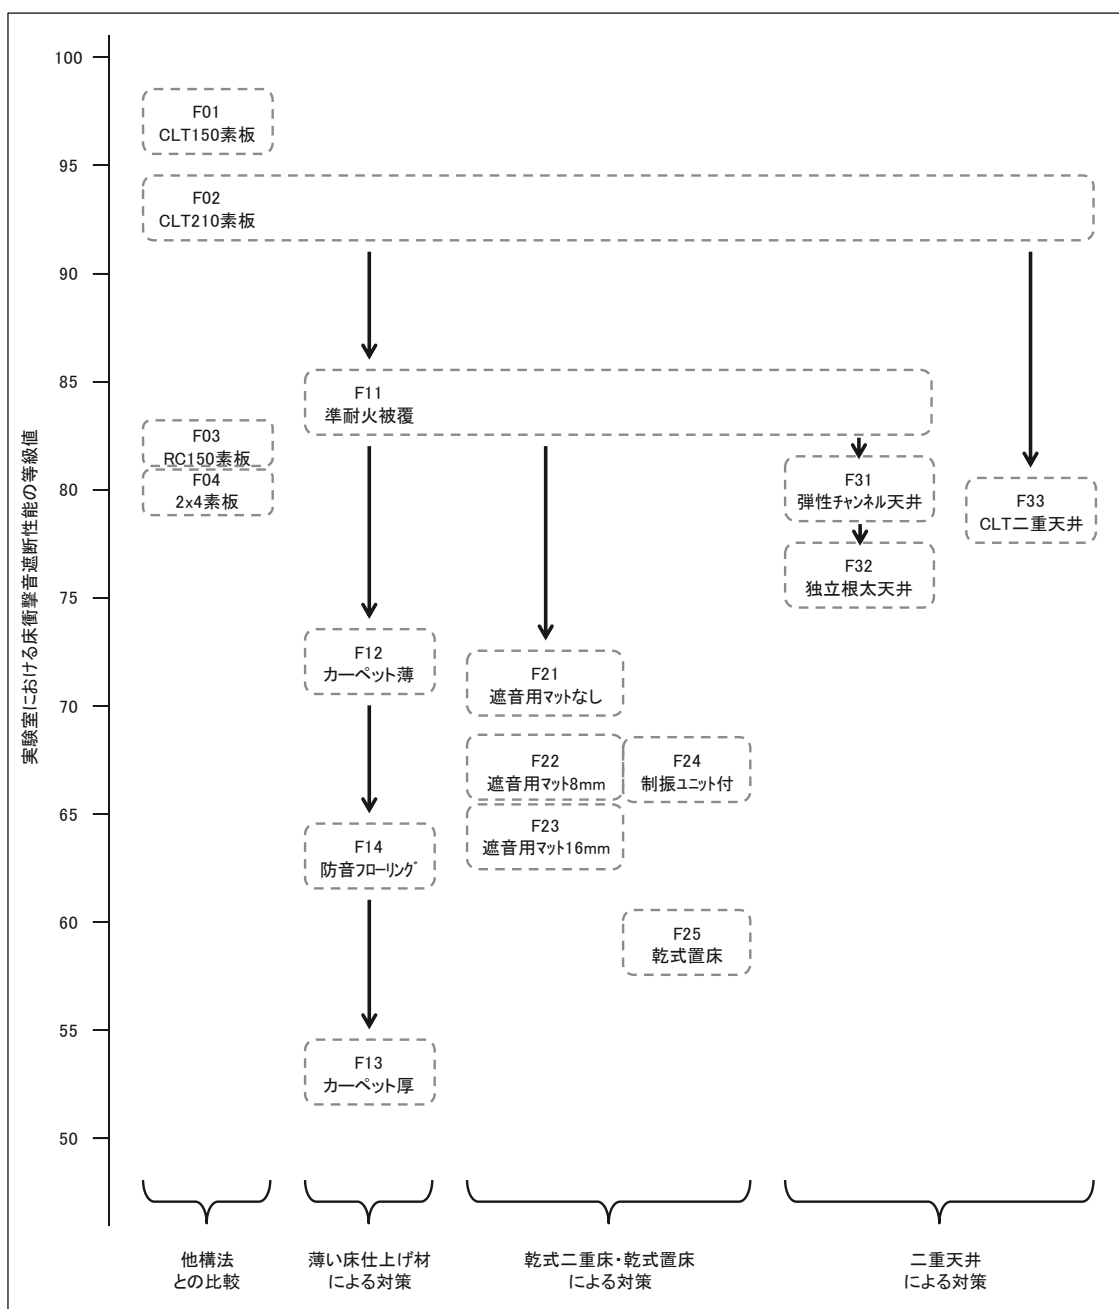 実験室における床衝撃音遮断性能の等級値
100
95
90
85
80
75
70
65
60
55
50
F01
CLT150素板
F02
CLT210素板
F03
RC150素板
F04
2x4素板
F11
準耐火被覆
F12
カーペット薄
F14
防音フローリング
F13
カーペット厚
F21
遮音用マットなし
F22
遮音用マット8mm
F23
遮音用マット16mm
F24
制振ユニット付
F25
乾式置床
F31
弾性チャンネル天井
F32
独立根太天井
F33
CLT二重天井
他構法
との比較
薄い床仕上げ材
による対策
乾式二重床・乾式置床
による対策
二重天井
による対策